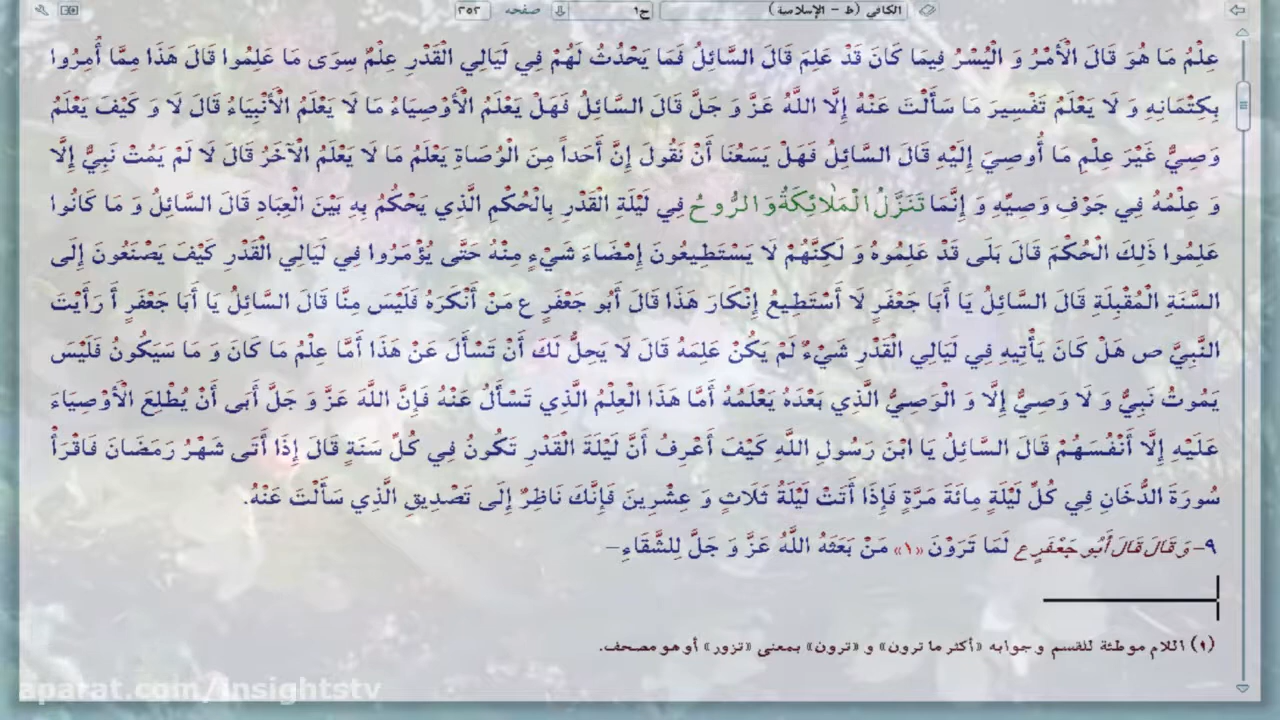 الكافي (ط - الإسلامية) ج١ صفحه ٢٥٢
عِلْمُ مَا هُوَ قَالَ الْأَمْرُ وَ الْيُسْرُ فِيمَا كَانَ قَدْ عَلِمَ قَالَ السَّائِلُ فَمَا يَحْدُثُ لَهُمْ فِي لَيَالِي الْقَدْرِ عِلْمٌ سِوَى مَا عَلِمُوا قَالَ هَذَا مِمَّا أُمِرُوا
بِكِتْمَانِهِ وَ لَا يَعْلَمُ تَفْسِيرَ مَا سَأَلْتَ عَنْهُ إِلَّا اللَّهُ عَزَّ وَ جَلَّ قَالَ السَّائِلُ فَهَلْ يَعْلَمُ الْأَوْصِيَاءُ مَا لَا يَعْلَمُ الْأَنْبِيَاءُ قَالَ لَا وَ كَيْفَ يَعْلَمُ
وَصِيٌّ غَيْرَ عِلْمِ مَا أُوصِيَ إِلَيْهِ قَالَ السَّائِلُ فَهَلْ يَسَعُنَا أَنْ نَقُولَ إِنَّ أَحَداً مِنَ الْوُصَاةِ يَعْلَمُ مَا لَا يَعْلَمُ الْآخَرُ قَالَ لَا لَمْ يَمُتْ نَبِيٌّ إِلَّا
وَ عِلْمُهُ فِي جَوْفِ وَصِيِّهِ وَ إِنَّمَا تَنَزَّلُ الْمَلَائِكَةُ وَ الرُّوحُ فِي لَيْلَةِ الْقَدْرِ بِالْحُكْمِ الَّذِي يَحْكُمُ بِهِ بَيْنَ الْعِبَادِ قَالَ السَّائِلُ وَ مَا كَانُوا
عَلِمُوا ذَلِكَ الْحُكْمَ قَالَ بَلَى قَدْ عَلِمُوهُ وَ لَكِنَّهُمْ لَا يَسْتَطِيعُونَ إِمْضَاءَ شَيْءٍ مِنْهُ حَتَّى يُؤْمَرُوا فِي لَيَالِي الْقَدْرِ كَيْفَ يَصْنَعُونَ إِلَى
السَّنَةِ الْمُقْبِلَةِ قَالَ السَّائِلُ يَا أَبَا جَعْفَرٍ لَا أَسْتَطِيعُ إِنْكَارَ هَذَا قَالَ أَبُو جَعْفَرٍ ع مَنْ أَنْكَرَهُ فَلَيْسَ مِنَّا قَالَ السَّائِلُ يَا أَبَا جَعْفَرٍ أَ رَأَيْتَ
النَّبِيَّ ص هَلْ كَانَ يَأْتِيهِ فِي لَيَالِي الْقَدْرِ شَيْءٌ لَمْ يَكُنْ عَلِمَهُ قَالَ لَا يَحِلُّ لَكَ أَنْ تَسْأَلَ عَنْ هَذَا أَمَّا عِلْمُ مَا كَانَ وَ مَا سَيَكُونُ فَلَيْسَ
يَمُوتُ نَبِيٌّ وَ لَا وَصِيٌّ إِلَّا وَ الْوَصِيُّ الَّذِي بَعْدَهُ يَعْلَمُهُ أَمَّا هَذَا الْعِلْمُ الَّذِي تَسْأَلُ عَنْهُ فَإِنَّ اللَّهَ عَزَّ وَ جَلَّ أَبَى أَنْ يُطْلِعَ الْأَوْصِيَاءَ
عَلَيْهِ إِلَّا أَنْفُسَهُمْ قَالَ السَّائِلُ يَا ابْنَ رَسُولِ اللَّهِ كَيْفَ أَعْرِفُ أَنَّ لَيْلَةَ الْقَدْرِ تَكُونُ فِي كُلِّ سَنَةٍ قَالَ إِذَا أَتَى شَهْرُ رَمَضَانَ فَاقْرَأْ
سُورَةَ الدُّخَانِ فِي كُلِّ لَيْلَةٍ مِائَةَ مَرَّةٍ فَإِذَا أَتَتْ لَيْلَةُ ثَلَاثٍ وَ عِشْرِينَ فَإِنَّكَ نَاظِرٌ إِلَى تَصْدِيقِ الَّذِي سَأَلْتَ عَنْهُ.
٩- وَ قَالَ قَالَ أَبُو جَعْفَرٍ ع لَمَا تَرَوْنَ «١» مَنْ بَعَثَهُ اللَّهُ عَزَّ وَ جَلَّ لِلشَّقَاءِ-
(١) اللام موطئة للقسم و جوابه «أكثر ما ترون» و «ترون» بمعنى «تزور» أو هو مصحف.
aparat.com/insightstv